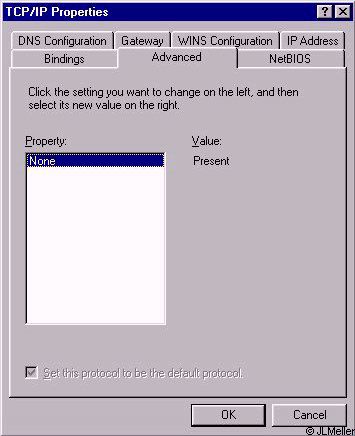 TCP/IP Properties
DNS Configuration Gateway WINS Configuration IP Address
Bindings Advanced NetBIOS
Click the setting you want to change on the left, and then
select its new value on the right.
Property: Value:
None Present
Set this protocol to be the default protocol.
OK Cancel
© JLMeller